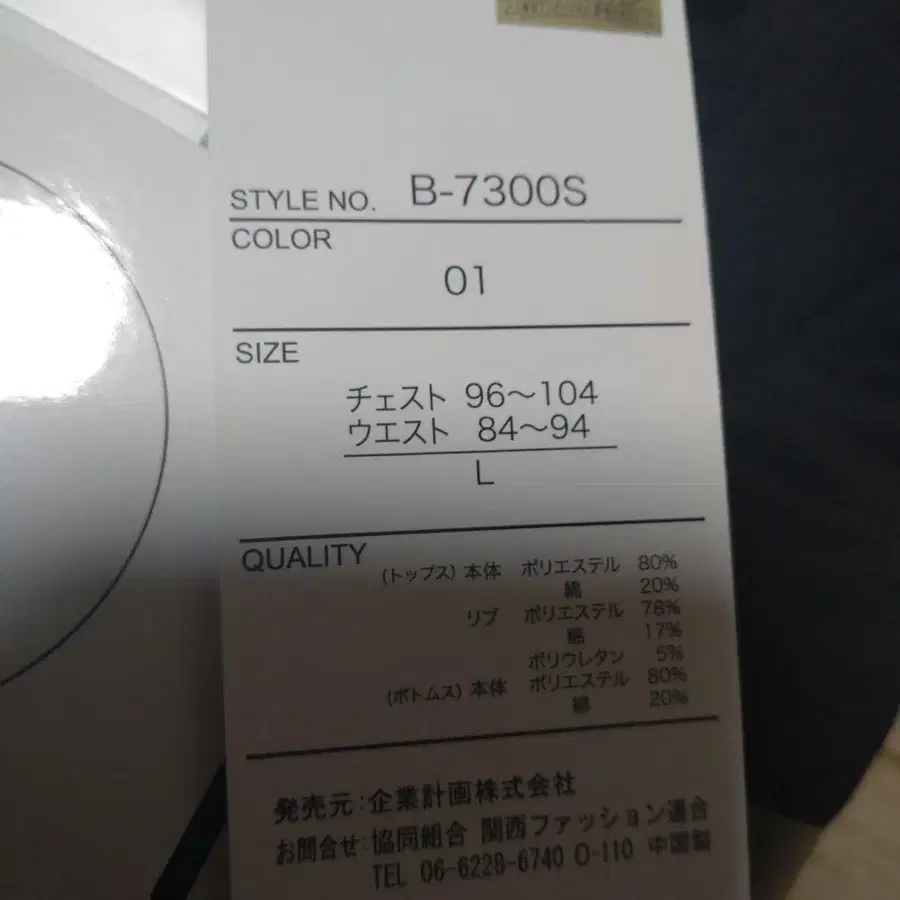 STYLE NO. B-7300S
COLOR
01
SIZE
チェスト 96～104
ウエスト 84～94
L
QUALITY
(トップス) 本体 ポリエステル 80%
綿 20%
リブ ポリエステル 78%
綿 17%
ポリウレタン 5%
(ボトムス) 本体 ポリエステル 80%
綿 20%
発売元:企業計画株式会社
お問合せ:協同組合 関西ファッション連合
TEL 06-6228-6740 O-110 中国製